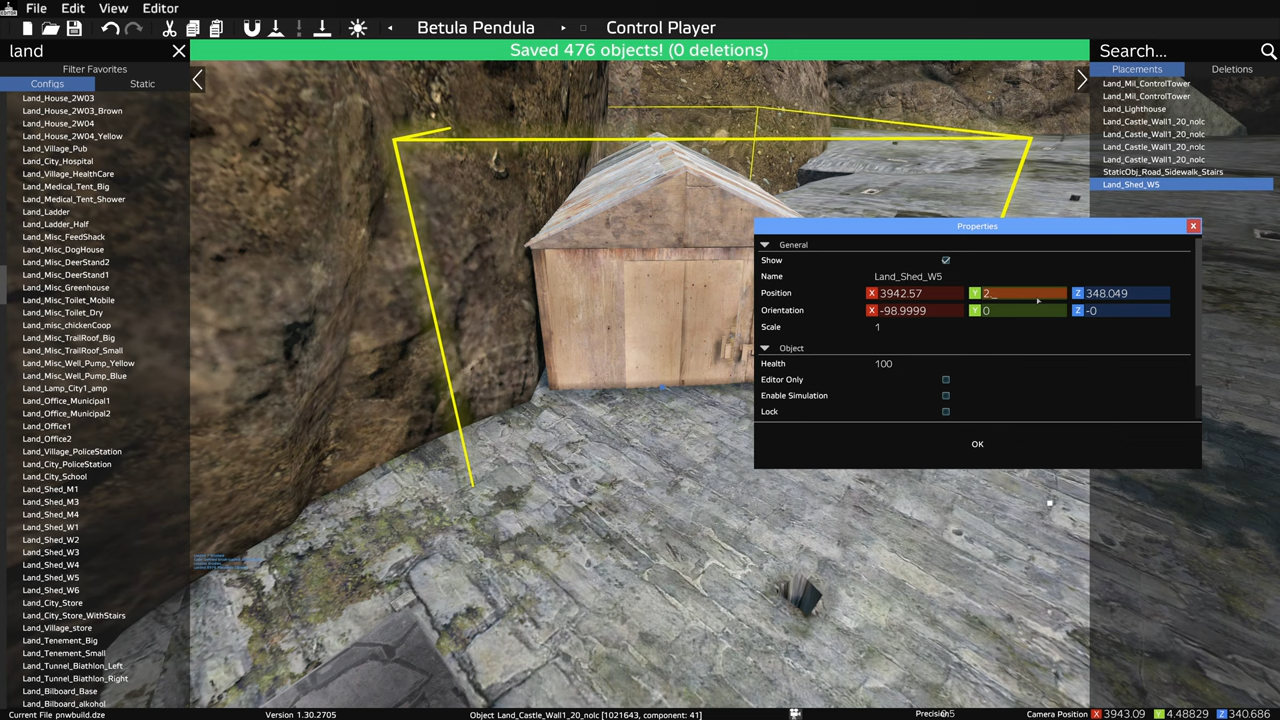 File Edit View Editor
Betula Pendula Control Player
land
Saved 476 objects! (0 deletions)
Search...
Filter Favorites
Configs Static
Placements Deletions
Land_House_2W03
Land_House_2W03_Brown
Land_House_2W04
Land_House_2W04_Yellow
Land_Village_Pub
Land_City_Hospital
Land_Village_HealthCare
Land_Medical_Tent_Big
Land_Medical_Tent_Shower
Land_Ladder
Land_Ladder_Half
Land_Misc_FeedShack
Land_Misc_DogHouse
Land_Misc_DeerStand2
Land_Misc_DeerStand1
Land_Misc_Greenhouse
Land_Misc_Toilet_Mobile
Land_Misc_Toilet_Dry
Land_misc_chickenCoop
Land_Misc_TrailRoof_Big
Land_Misc_TrailRoof_Small
Land_Misc_Well_Pump_Yellow
Land_Misc_Well_Pump_Blue
Land_Lamp_City1_amp
Land_Office_Municipal1
Land_Office_Municipal2
Land_Office1
Land_Office2
Land_Village_PoliceStation
Land_City_PoliceStation
Land_City_School
Land_Shed_M1
Land_Shed_M3
Land_Shed_M4
Land_Shed_W1
Land_Shed_W2
Land_Shed_W3
Land_Shed_W4
Land_Shed_W5
Land_Shed_W6
Land_City_Store
Land_City_Store_WithStairs
Land_Village_store
Land_Tenement_Big
Land_Tenement_Small
Land_Tunnel_Biathlon_Left
Land_Tunnel_Biathlon_Right
Land_Bilboard_Base
Land_Bilboard_alkohol
Land_Mil_ControlTower
Land_Mil_ControlTower
Land_Lighthouse
Land_Castle_Wall1_20_nolc
Land_Castle_Wall1_20_nolc
Land_Castle_Wall1_20_nolc
Land_Castle_Wall1_20_nolc
StaticObj_Road_Sidewalk_Stairs
Land_Shed_W5
Properties
General
Show
Name Land_Shed_W5
Position X 3942.57 Y 2._ Z 348.049
Orientation X -98.9999 Y 0 Z -0
Scale 1
Object
Health 100
Editor Only
Enable Simulation
Lock
OK
Current File pnwbuild.dze Version 1.30.2705 Object Land_Castle_Wall1_20_nolc [1021643, component: 41] Precision Camera Position X 3943.09 Y 4.48829 Z 340.686